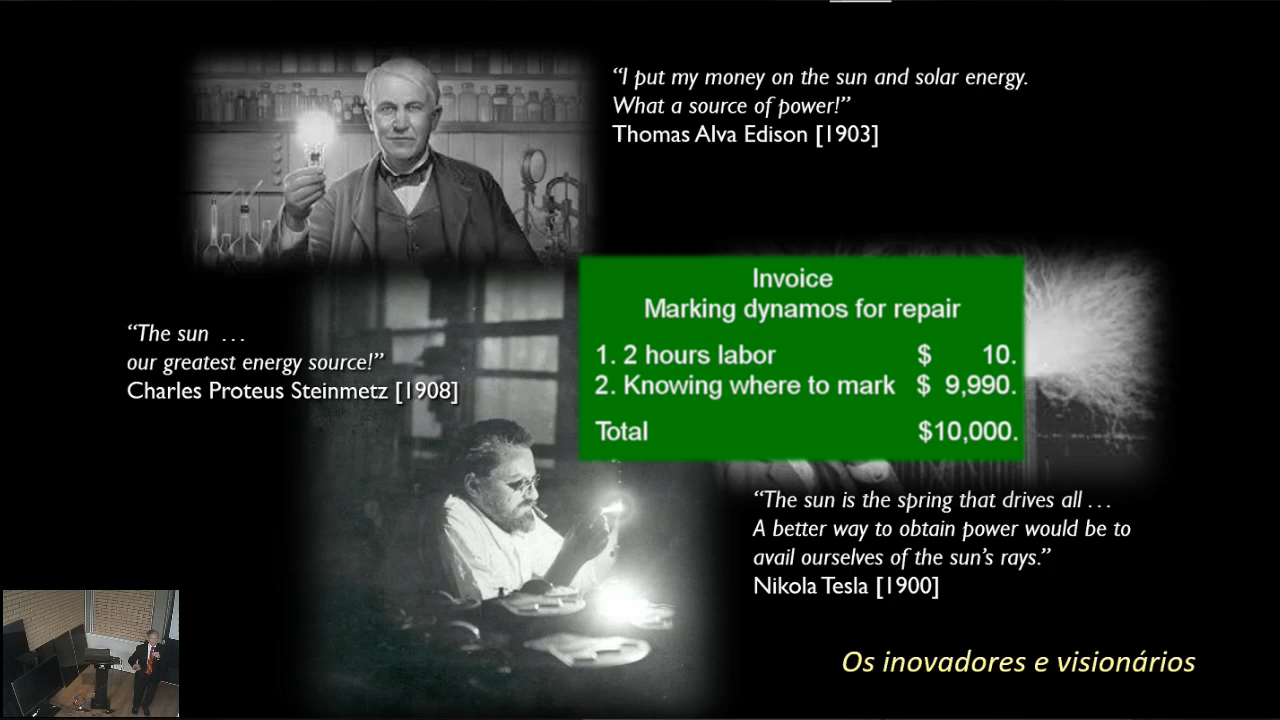 “I put my money on the sun and solar energy.
What a source of power!”
Thomas Alva Edison [1903]
“The sun ...
our greatest energy source!”
Charles Proteus Steinmetz [1908]
Invoice
Marking dynamos for repair
1. 2 hours labor $ 10.
2. Knowing where to mark $ 9,990.
Total $10,000.
“The sun is the spring that drives all ...
A better way to obtain power would be to
avail ourselves of the sun’s rays.”
Nikola Tesla [1900]
Os inovadores e visionários